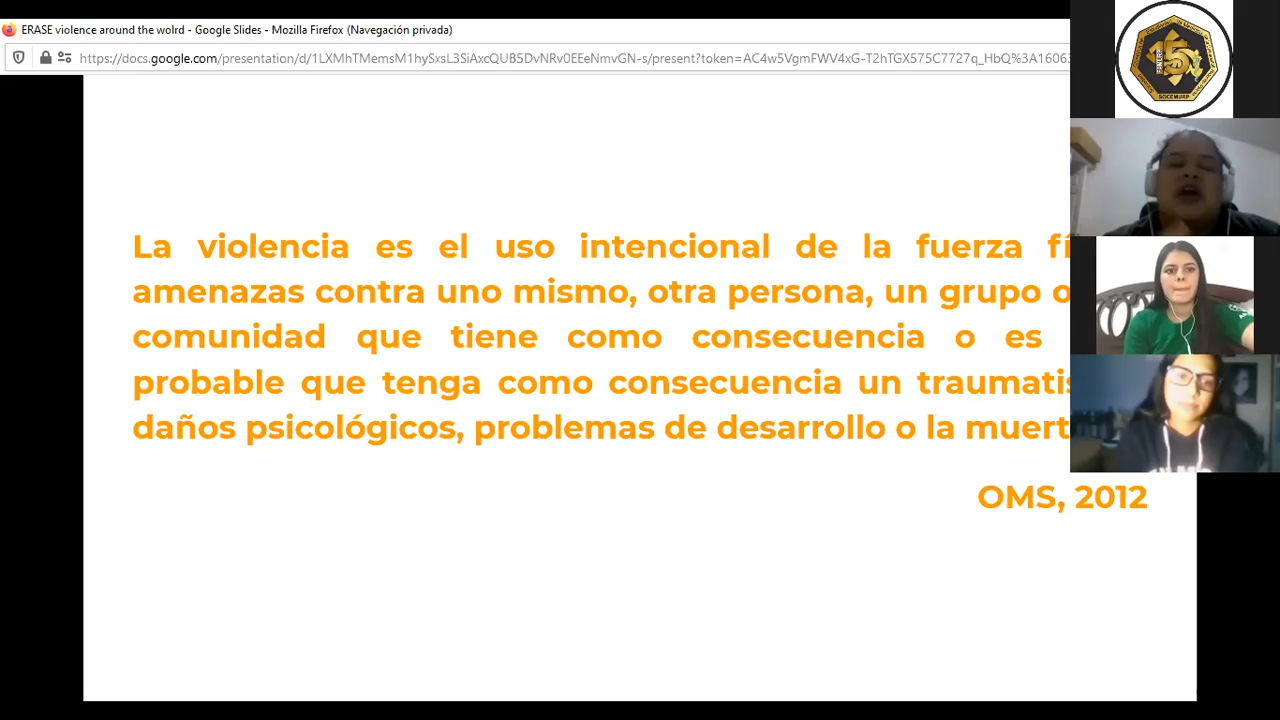 ERASE violence around the wolrd - Google Slides - Mozilla Firefox (Navegación privada)
https://docs.google.com/presentation/d/1LXMhTMemsM1hySxsL3SiAxcQUB5DvNRv0EEeNmvGN-s/present?token=AC4w5VgmFWV4xG-T2hTGX575C7727q_HbQ%3A16063
La violencia es el uso intencional de la fuerza fí
amenazas contra uno mismo, otra persona, un grupo o
comunidad que tiene como consecuencia o es
probable que tenga como consecuencia un traumatis
daños psicológicos, problemas de desarrollo o la muert
OMS, 2012
15
SOCEMURP